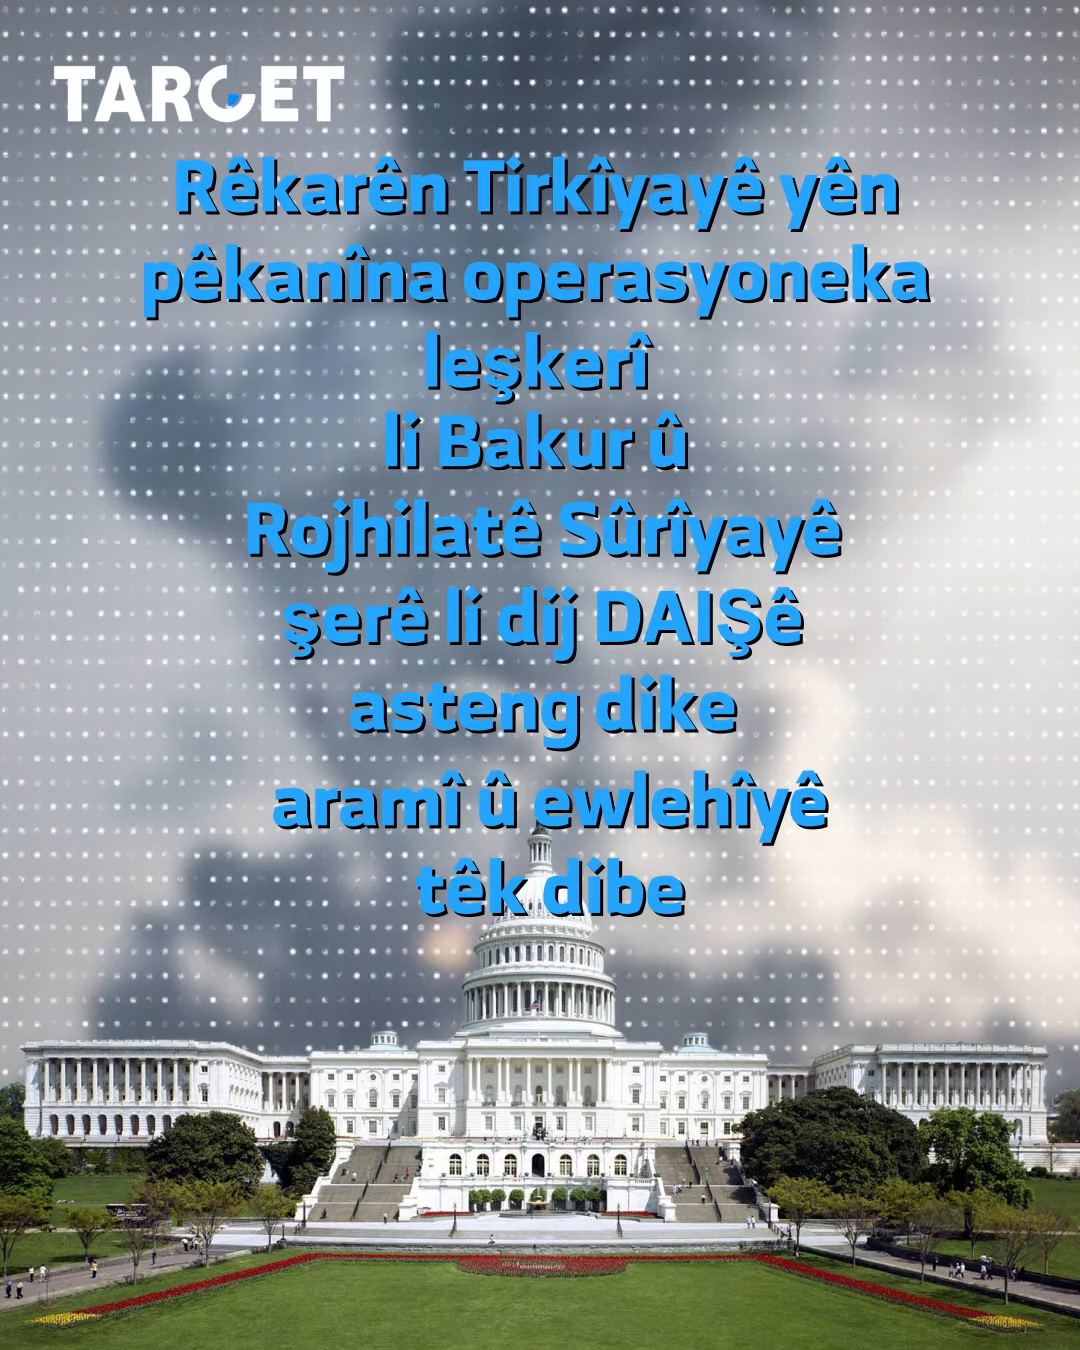 TARGET
Rêkarên Tirkîyayê yên
pêkanîna operasyoneka
leşkerî
li Bakur û
Rojhilatê Sûrîyayê
şerê li dij DAIŞê
asteng dike
aramî û ewlehîyê
têk dibe